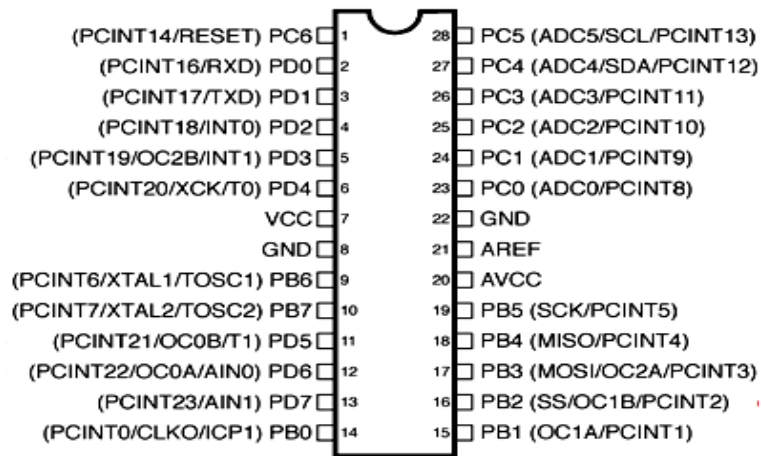 (PCINT14/RESET) PC6 1 28 PC5 (ADC5/SCL/PCINT13)
(PCINT16/RXD) PD0 2 27 PC4 (ADC4/SDA/PCINT12)
(PCINT17/TXD) PD1 3 26 PC3 (ADC3/PCINT11)
(PCINT18/INT0) PD2 4 25 PC2 (ADC2/PCINT10)
(PCINT19/OC2B/INT1) PD3 5 24 PC1 (ADC1/PCINT9)
(PCINT20/XCK/T0) PD4 6 23 PC0 (ADC0/PCINT8)
VCC 7 22 GND
GND 8 21 AREF
(PCINT6/XTAL1/TOSC1) PB6 9 20 AVCC
(PCINT7/XTAL2/TOSC2) PB7 10 19 PB5 (SCK/PCINT5)
(PCINT21/OC0B/T1) PD5 11 18 PB4 (MISO/PCINT4)
(PCINT22/OC0A/AIN0) PD6 12 17 PB3 (MOSI/OC2A/PCINT3)
(PCINT23/AIN1) PD7 13 16 PB2 (SS/OC1B/PCINT2)
(PCINT0/CLKO/ICP1) PB0 14 15 PB1 (OC1A/PCINT1)